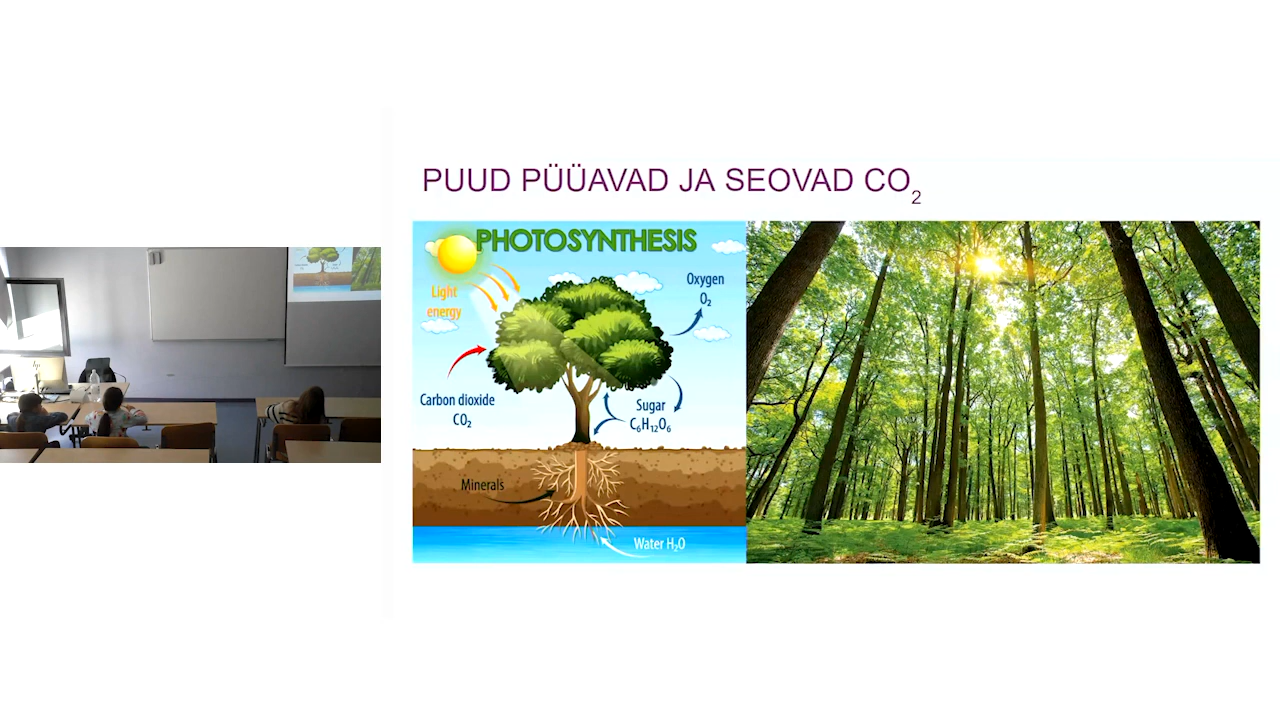 PUUD PÜÜAVAD JA SEOVAD CO₂
PHOTOSYNTHESIS
Light
energy
Oxygen
O₂
Carbon dioxide
CO₂
Sugar
C₆H₁₂O₆
Minerals
Water H₂O